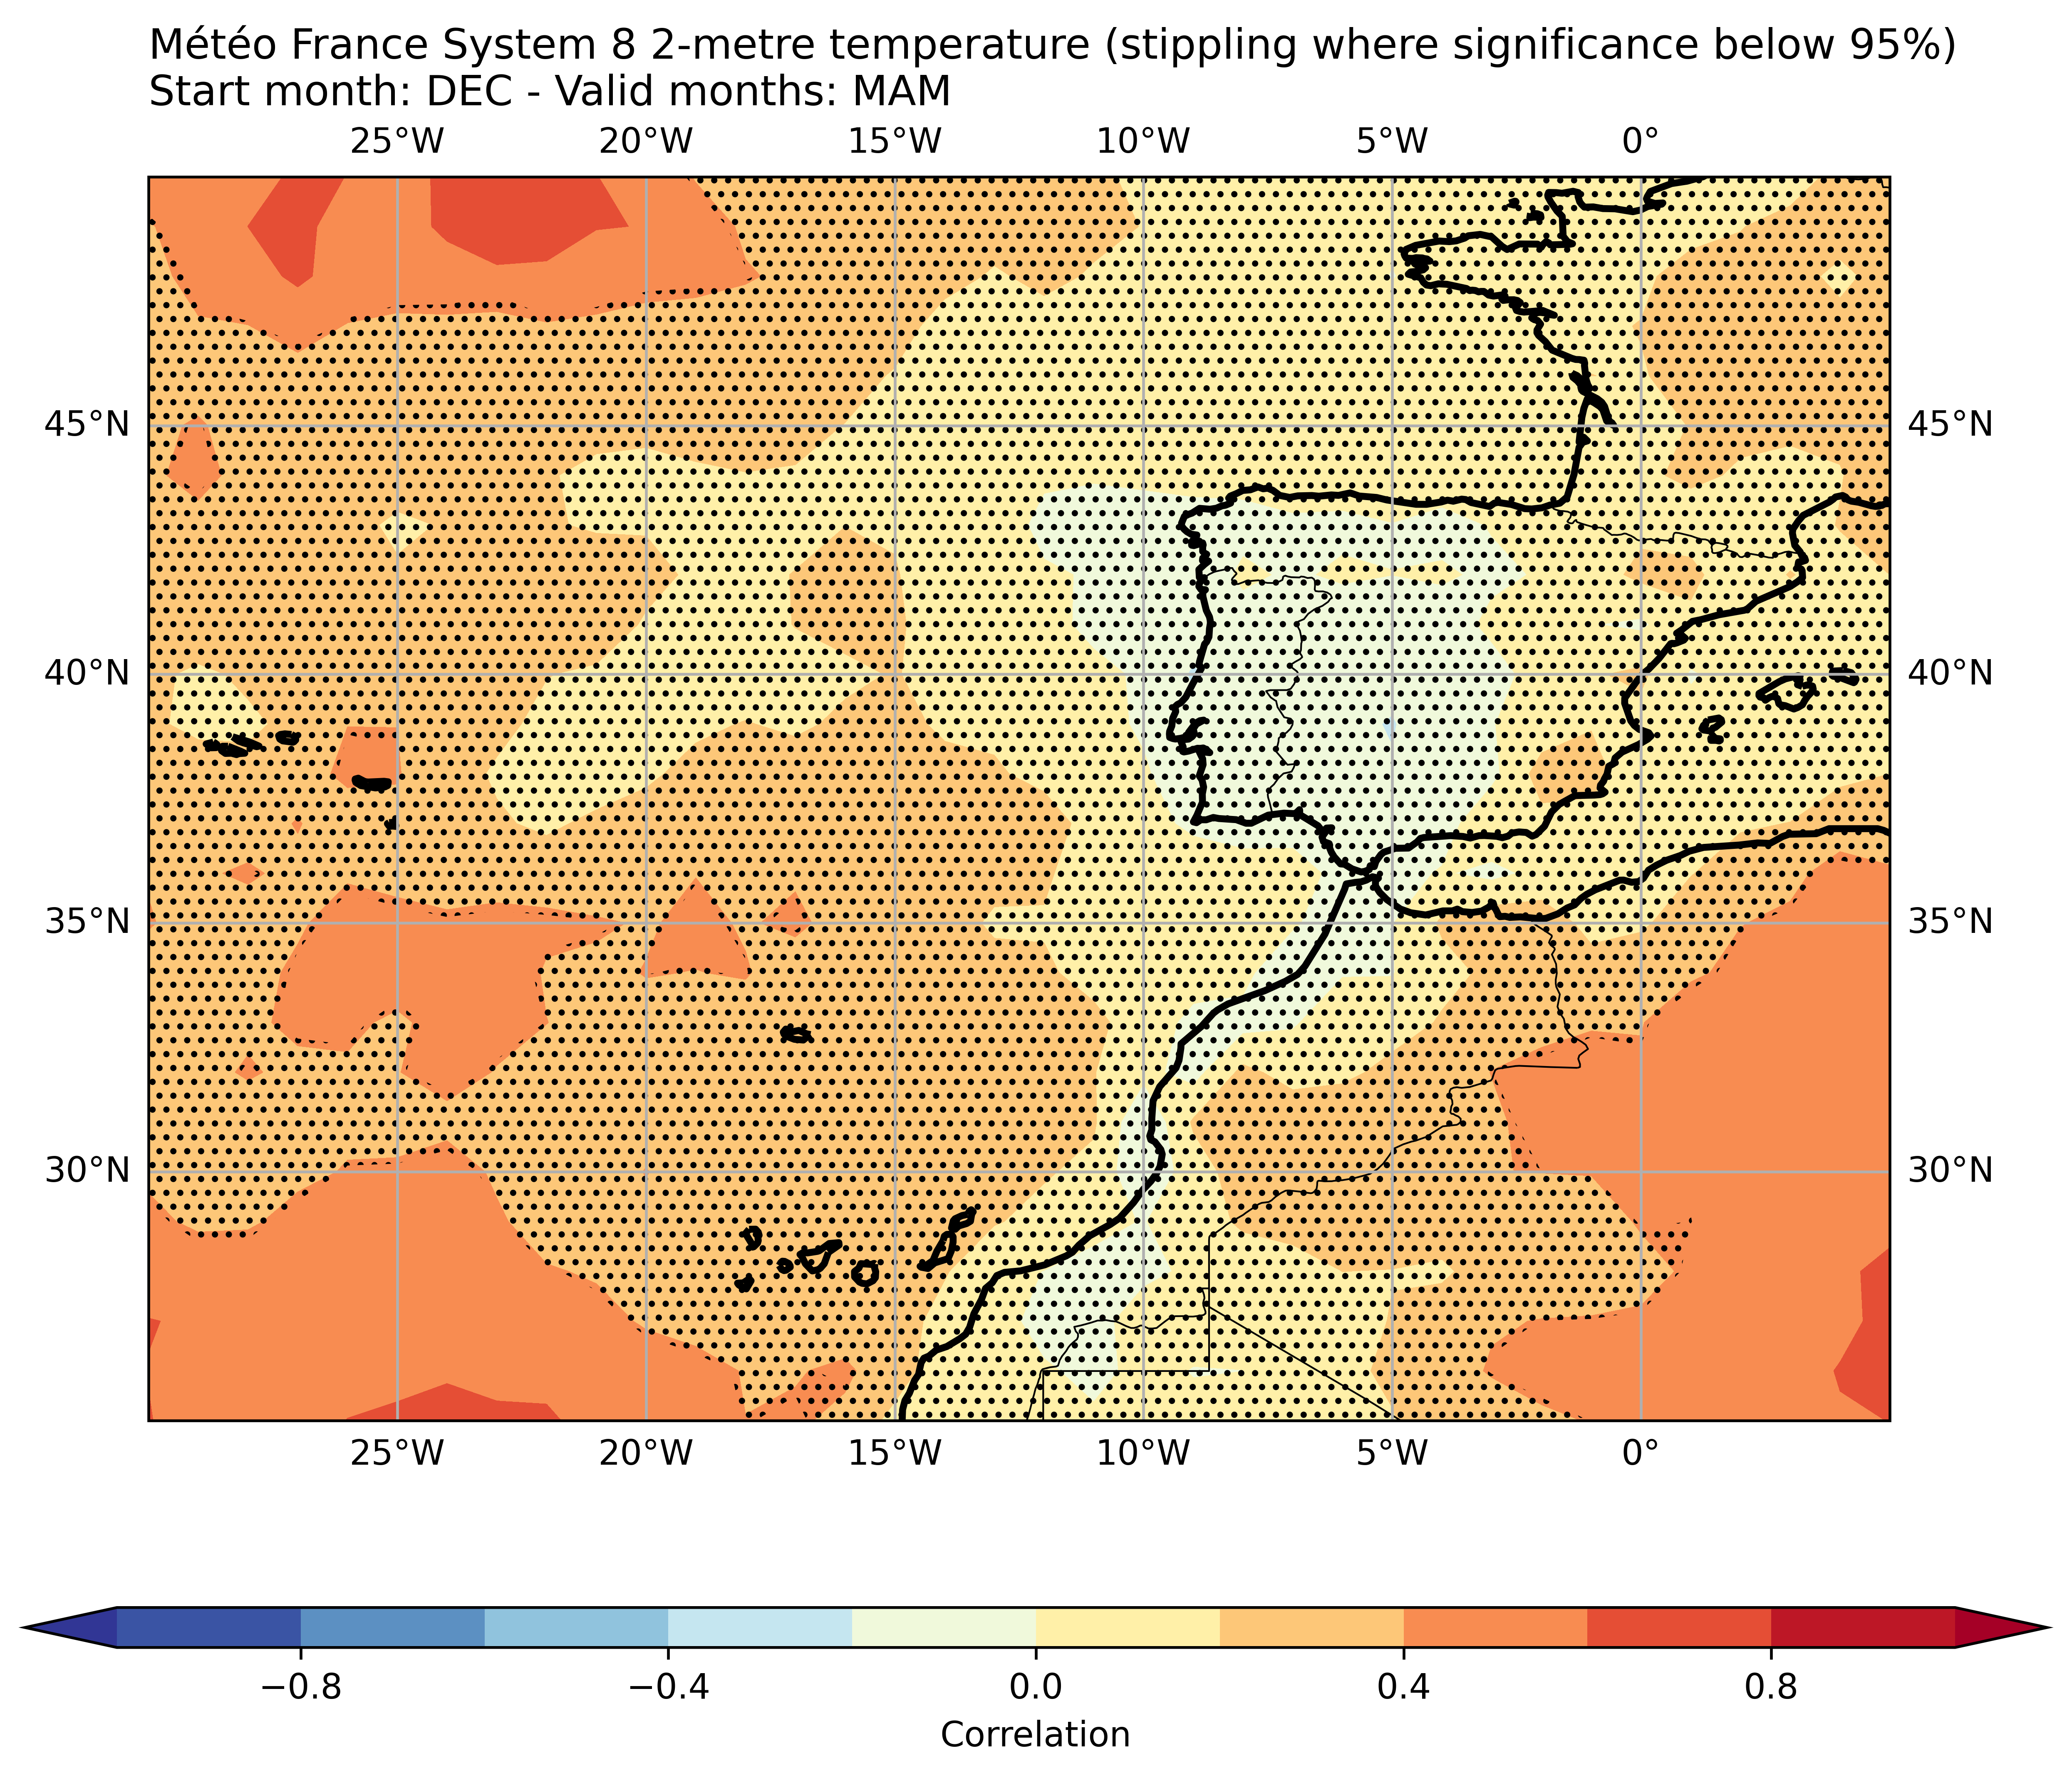 Météo France System 8 2-metre temperature (stippling where significance below 95%)
Start month: DEC - Valid months: MAM
25°W 20°W 15°W 10°W 5°W 0°
45°N 45°N
40°N 40°N
35°N 35°N
30°N 30°N
25°W 20°W 15°W 10°W 5°W 0°
−0.8 −0.4 0.0 0.4 0.8
Correlation